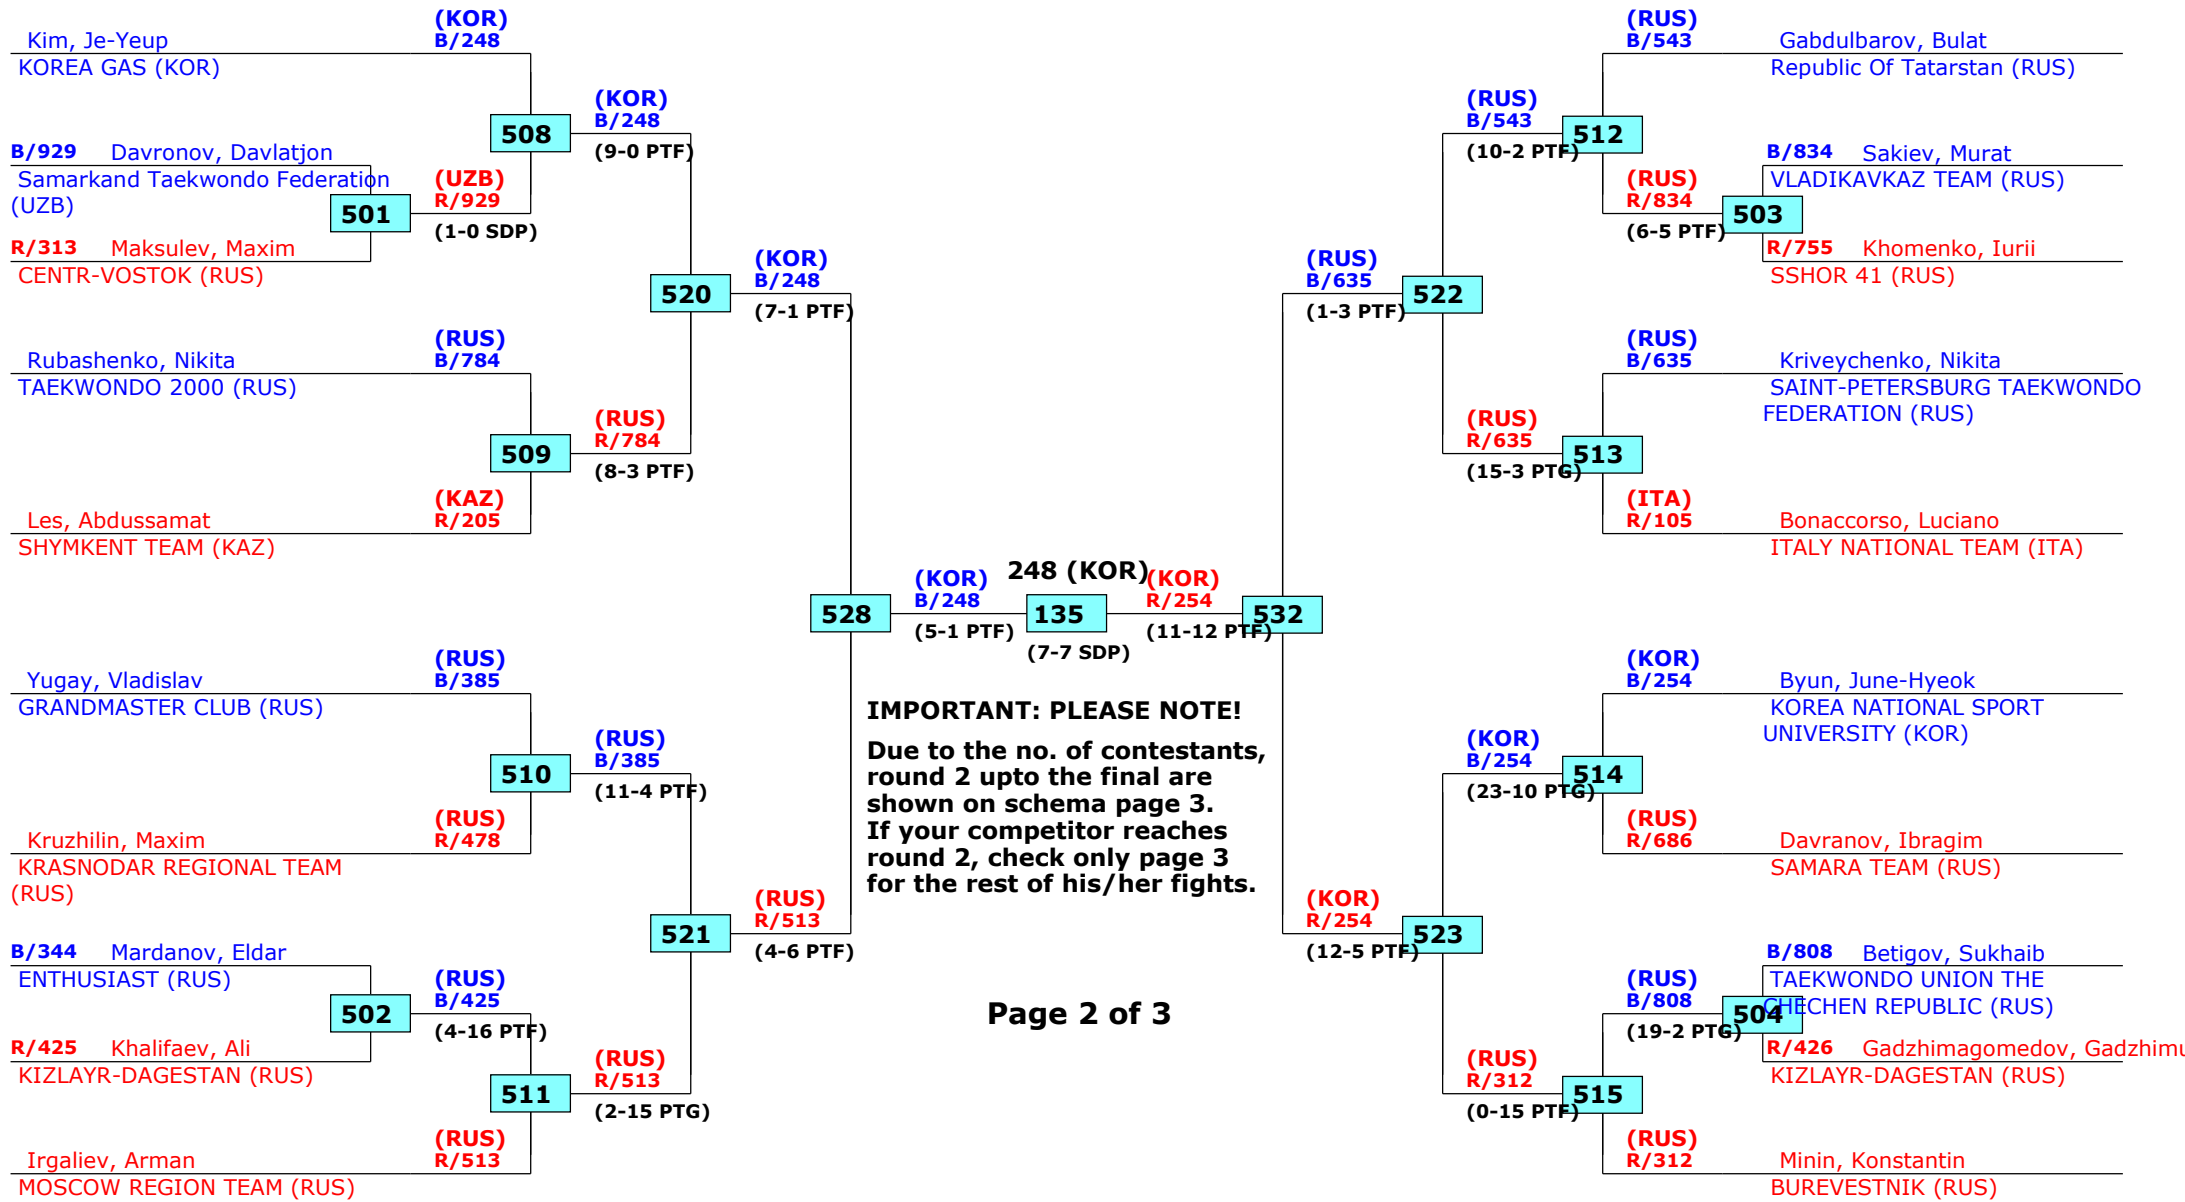 (KOR)
Kim, Je-Yeup B/248
KOREA GAS (KOR)
(KOR)
508 B/248
(9-0 PTF)
B/929 Davronov, Davlatjon
Samarkand Taekwondo Federation
(UZB)
(UZB)
501 R/929
(1-0 SDP)
R/313 Maksulev, Maxim
CENTR-VOSTOK (RUS)
(KOR)
520 B/248
(7-1 PTF)
(RUS)
Rubashenko, Nikita B/784
TAEKWONDO 2000 (RUS)
(RUS)
509 R/784
(8-3 PTF)
(KAZ)
Les, Abdussamat R/205
SHYMKENT TEAM (KAZ)
528
(KOR)
B/248
(5-1 PTF)
248 (KOR)
135
(7-7 SDP)
(KOR)
R/254
(11-12 PTF)
532
(RUS)
Yugay, Vladislav B/385
GRANDMASTER CLUB (RUS)
(RUS)
510 B/385
(11-4 PTF)
(RUS)
Kruzhilin, Maxim R/478
KRASNODAR REGIONAL TEAM
(RUS)
(RUS)
521 R/513
(4-6 PTF)
B/344 Mardanov, Eldar
ENTHUSIAST (RUS)
(RUS)
502 B/425
(4-16 PTF)
R/425 Khalifaev, Ali
KIZLAYR-DAGESTAN (RUS)
(RUS)
511 R/513
(2-15 PTG)
(RUS)
Irgaliev, Arman R/513
MOSCOW REGION TEAM (RUS)
IMPORTANT: PLEASE NOTE!
Due to the no. of contestants,
round 2 upto the final are
shown on schema page 3.
If your competitor reaches
round 2, check only page 3
for the rest of his/her fights.
Page 2 of 3
(RUS)
B/543 Gabdulbarov, Bulat
Republic Of Tatarstan (RUS)
(RUS)
B/543 512
(10-2 PTF)
B/834 Sakiev, Murat
VLADIKAVKAZ TEAM (RUS)
(RUS)
R/834 503
(6-5 PTF)
R/755 Khomenko, Iurii
SSHOR 41 (RUS)
(RUS)
B/635 522
(1-3 PTF)
(RUS)
B/635 Kriveychenko, Nikita
SAINT-PETERSBURG TAEKWONDO
FEDERATION (RUS)
(RUS)
R/635 513
(15-3 PTG)
(ITA)
R/105 Bonaccorso, Luciano
ITALY NATIONAL TEAM (ITA)
(KOR)
B/254 Byun, June-Hyeok
KOREA NATIONAL SPORT
UNIVERSITY (KOR)
(KOR)
B/254 514
(23-10 PTG)
(RUS)
R/686 Davranov, Ibragim
SAMARA TEAM (RUS)
(KOR)
R/254 523
(12-5 PTF)
B/808 Betigov, Sukhaib
TAEKWONDO UNION THE
CHECHEN REPUBLIC (RUS)
(RUS)
B/808 504
(19-2 PTG)
R/426 Gadzhimagomedov, Gadzhimu
KIZLAYR-DAGESTAN (RUS)
(RUS)
R/312 515
(0-15 PTF)
(RUS)
R/312 Minin, Konstantin
BUREVESTNIK (RUS)